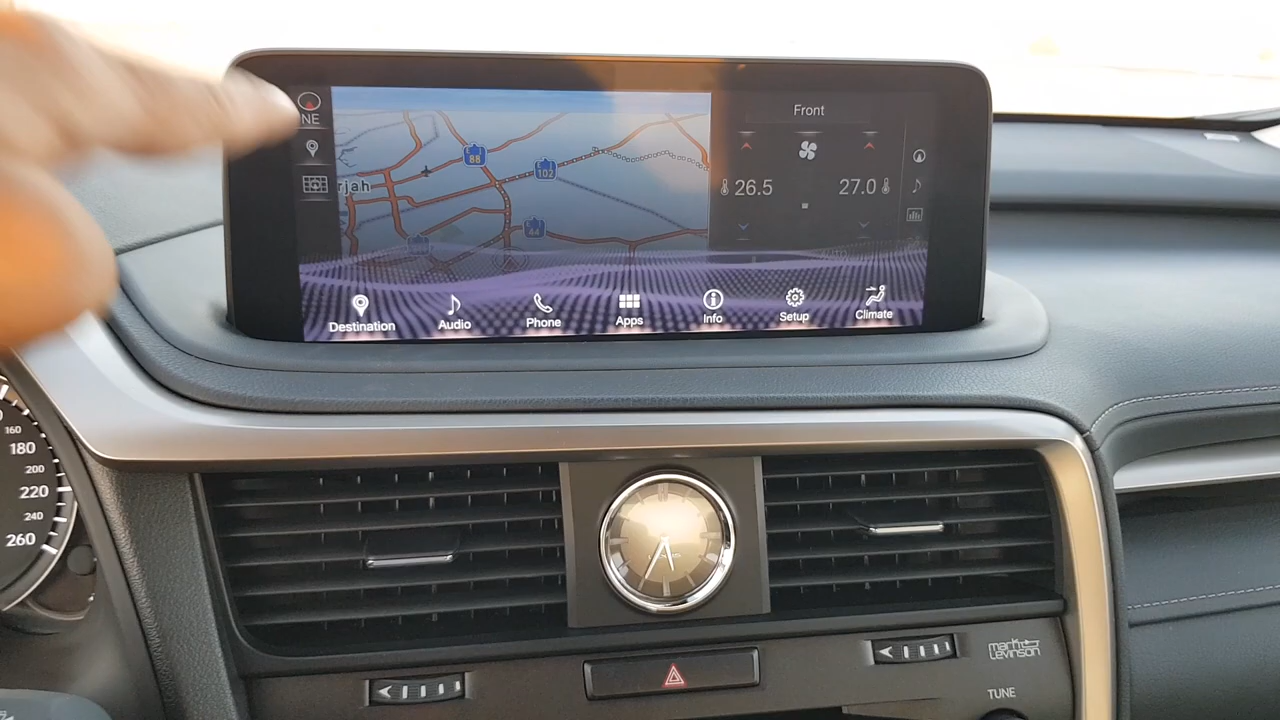 NE
88
102
rjah
44
Front
26.5
27.0
Destination
Audio
Phone
Apps
Info
Setup
Climate
160
180
200
220
240
260
mark
Levinson
TUNE